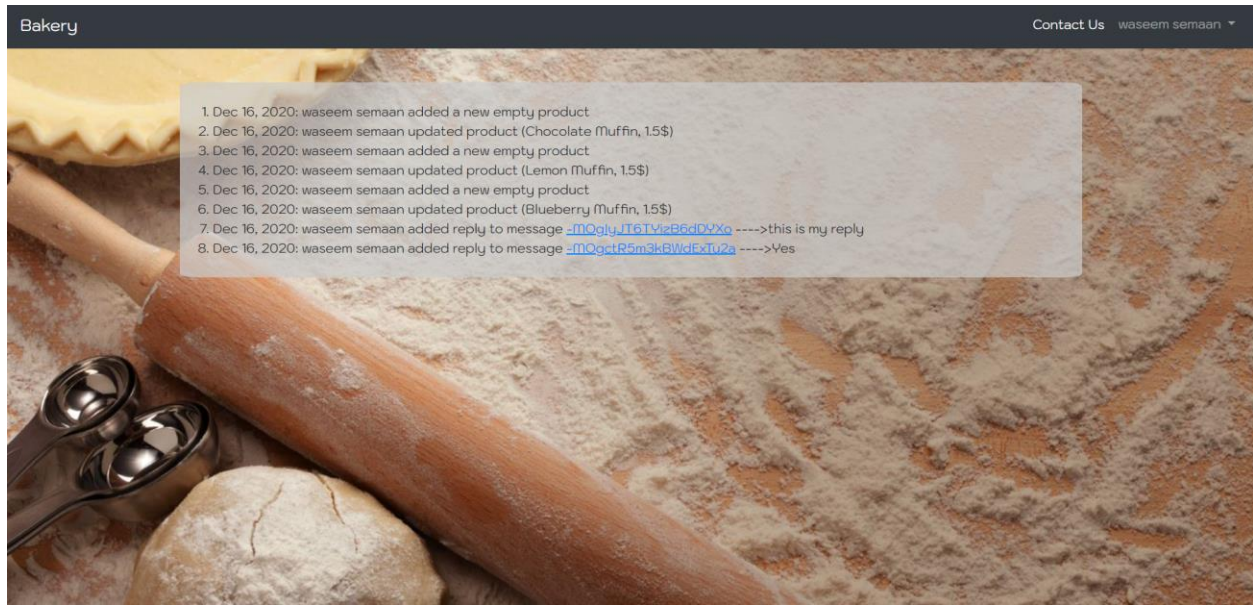 Bakery
Contact Us waseem semaan
1. Dec 16, 2020: waseem semaan added a new empty product
2. Dec 16, 2020: waseem semaan updated product (Chocolate Muffin, 1.5$)
3. Dec 16, 2020: waseem semaan added a new empty product
4. Dec 16, 2020: waseem semaan updated product (Lemon Muffin, 1.5$)
5. Dec 16, 2020: waseem semaan added a new empty product
6. Dec 16, 2020: waseem semaan updated product (Blueberry Muffin, 1.5$)
7. Dec 16, 2020: waseem semaan added reply to message -MOgIyJT6TYizB6dDYXo ---->this is my reply
8. Dec 16, 2020: waseem semaan added reply to message -MOgctR5m3kBWdExTu2a ---->Yes